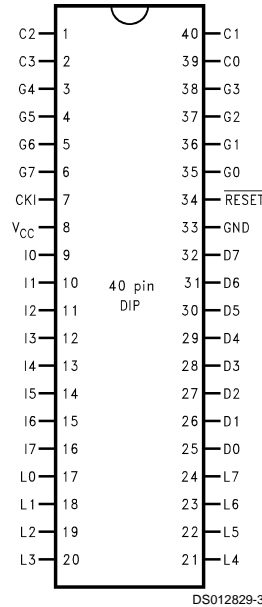 C2 1 40 C1
C3 2 39 C0
G4 3 38 G3
G5 4 37 G2
G6 5 36 G1
G7 6 35 G0
CKI 7 34 RESET
VCC 8 33 GND
I0 9 32 D7
I1 10 31 D6
40 pin
DIP
I2 11 30 D5
I3 12 29 D4
I4 13 28 D3
I5 14 27 D2
I6 15 26 D1
I7 16 25 D0
L0 17 24 L7
L1 18 23 L6
L2 19 22 L5
L3 20 21 L4
DS012829-3